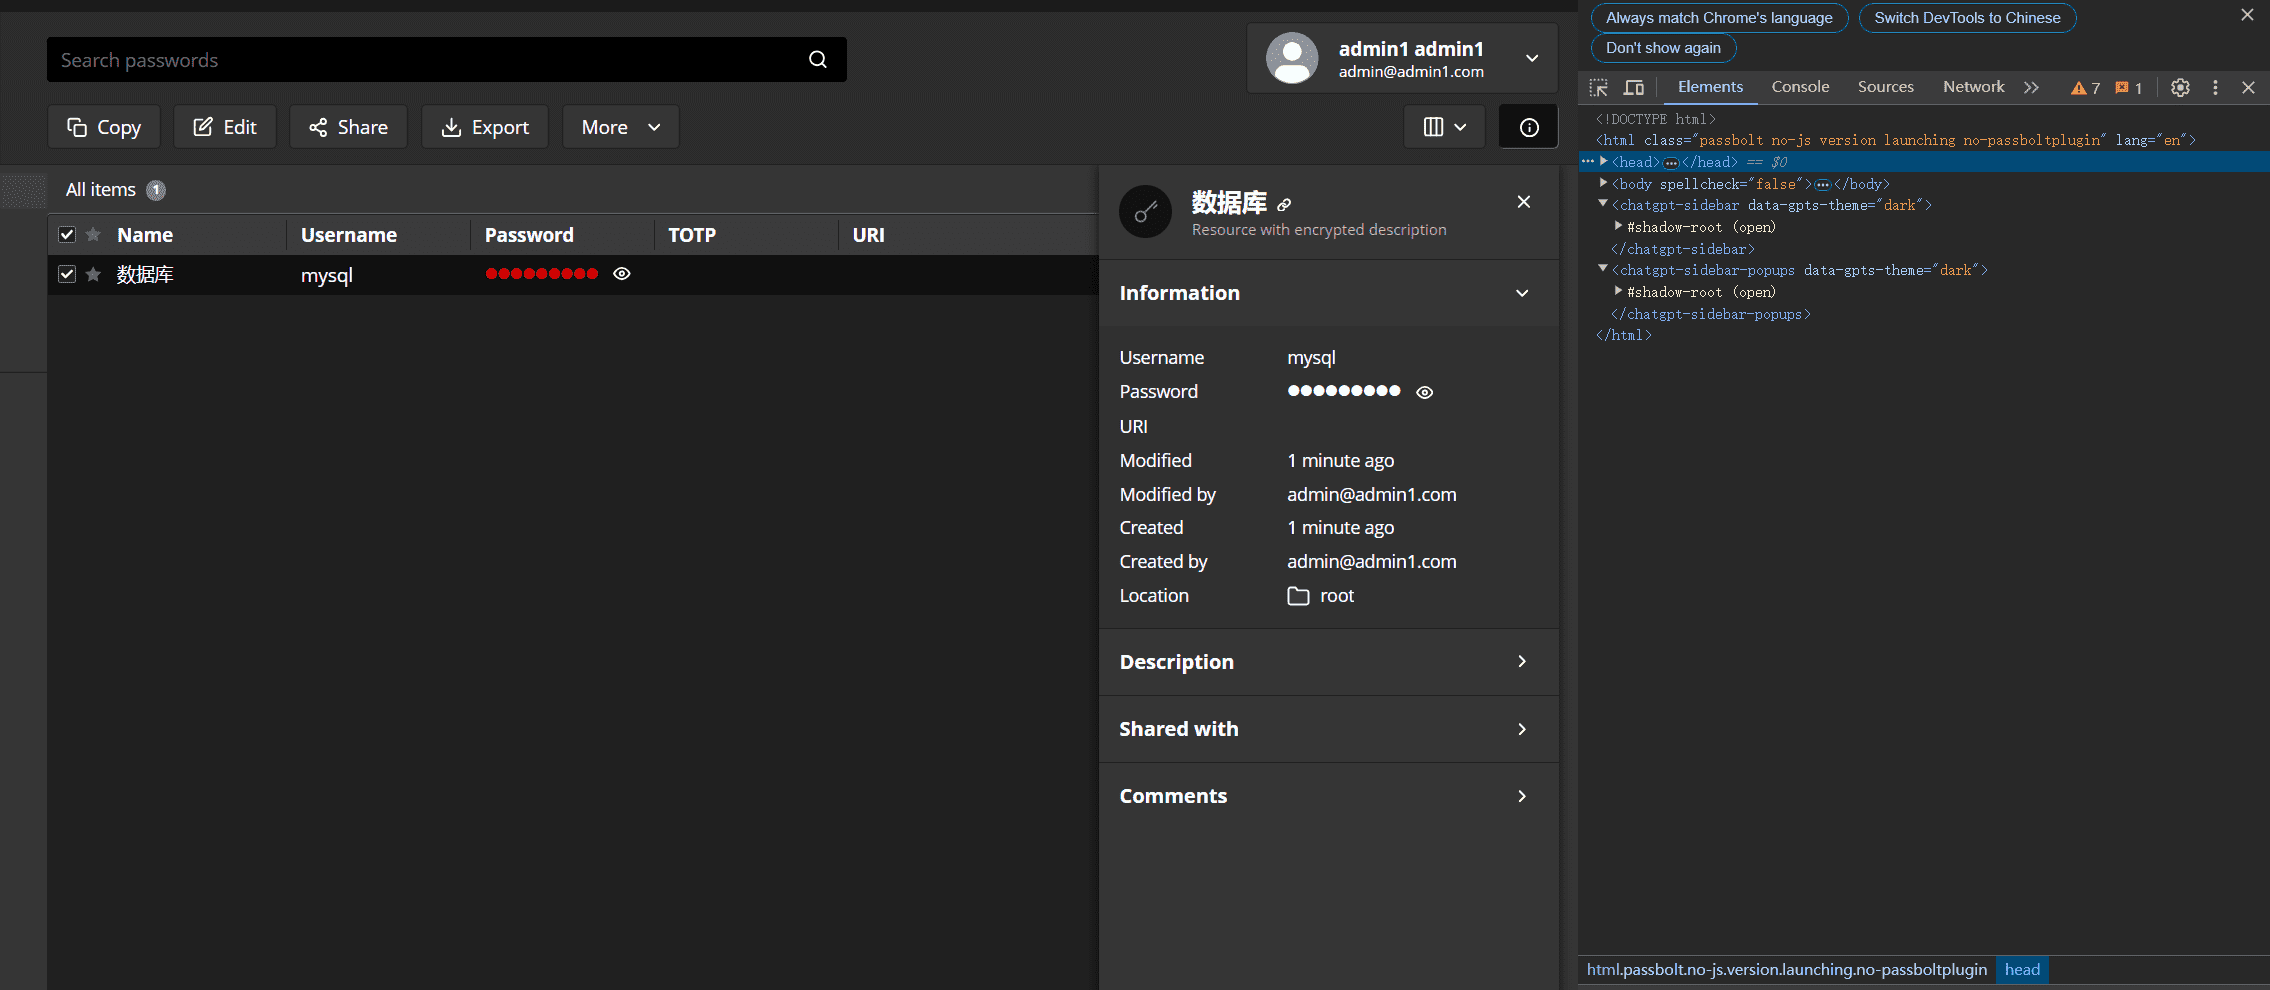 Search passwords
admin1 admin1
admin@admin1.com
Copy
Edit
Share
Export
More
All items 1
Name Username Password TOTP URI
数据库 mysql
数据库
Resource with encrypted description
Information
Username mysql
Password
URI
Modified 1 minute ago
Modified by admin@admin1.com
Created 1 minute ago
Created by admin@admin1.com
Location root
Description
Shared with
Comments
Always match Chrome's language
Switch DevTools to Chinese
Don't show again
Elements Console Sources Network 7 1
<!DOCTYPE html>
<html class="passbolt no-js version launching no-passboltplugin" lang="en">
<head>…</head> == $0
<body spellcheck="false">…</body>
<chatgpt-sidebar data-gpts-theme="dark">
#shadow-root (open)
</chatgpt-sidebar>
<chatgpt-sidebar-popups data-gpts-theme="dark">
#shadow-root (open)
</chatgpt-sidebar-popups>
</html>
html.passbolt.no-js.version.launching.no-passboltplugin head